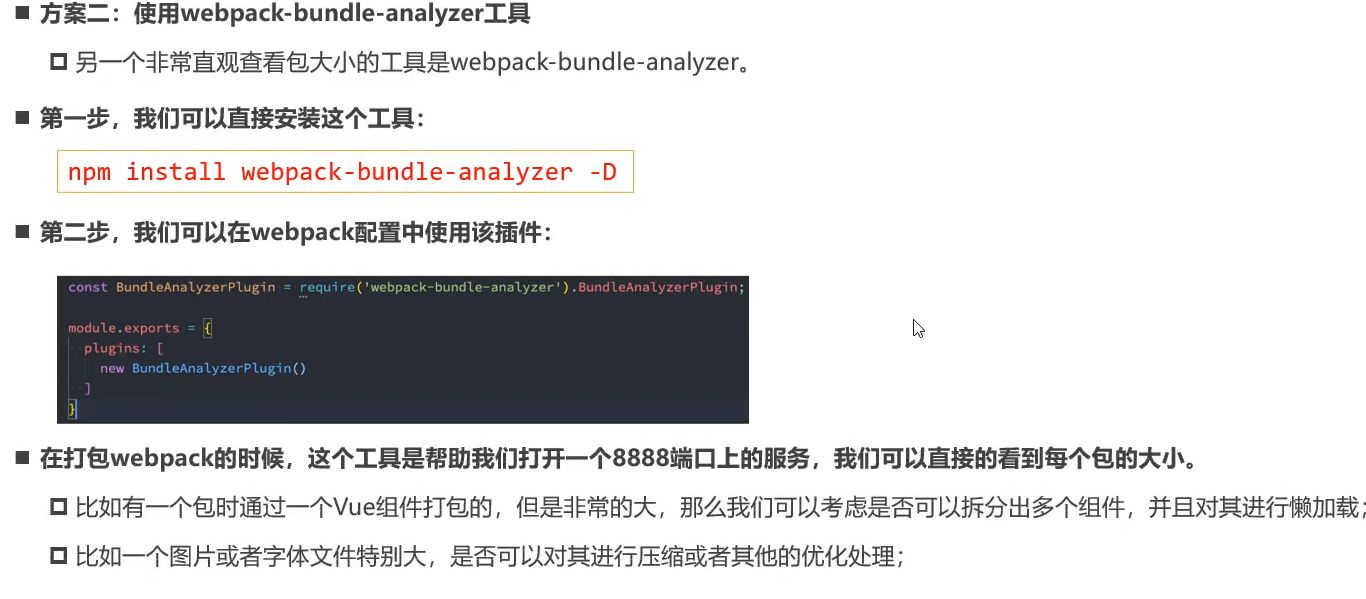 方案二：使用webpack-bundle-analyzer工具
另一个非常直观查看包大小的工具是webpack-bundle-analyzer。
第一步，我们可以直接安装这个工具：
npm install webpack-bundle-analyzer -D
第二步，我们可以在webpack配置中使用该插件：
const BundleAnalyzerPlugin = require('webpack-bundle-analyzer').BundleAnalyzerPlugin;
module.exports = {
plugins: [
new BundleAnalyzerPlugin()
]
}
在打包webpack的时候，这个工具是帮助我们打开一个8888端口上的服务，我们可以直接的看到每个包的大小。
比如有一个包时通过一个Vue组件打包的，但是非常的大，那么我们可以考虑是否可以拆分出多个组件，并且对其进行懒加载；
比如一个图片或者字体文件特别大，是否可以对其进行压缩或者其他的优化处理；